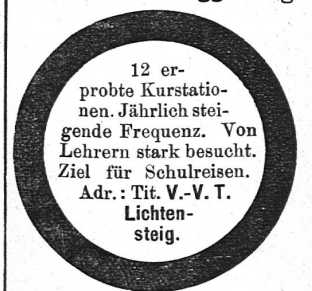 12 er-
probte Kurstatio-
nen. Jährlich stei-
gende Frequenz. Von
Lehrern stark besucht.
Ziel für Schulreisen.
Adr.: Tit. V.-V. T.
Lichten-
steig.